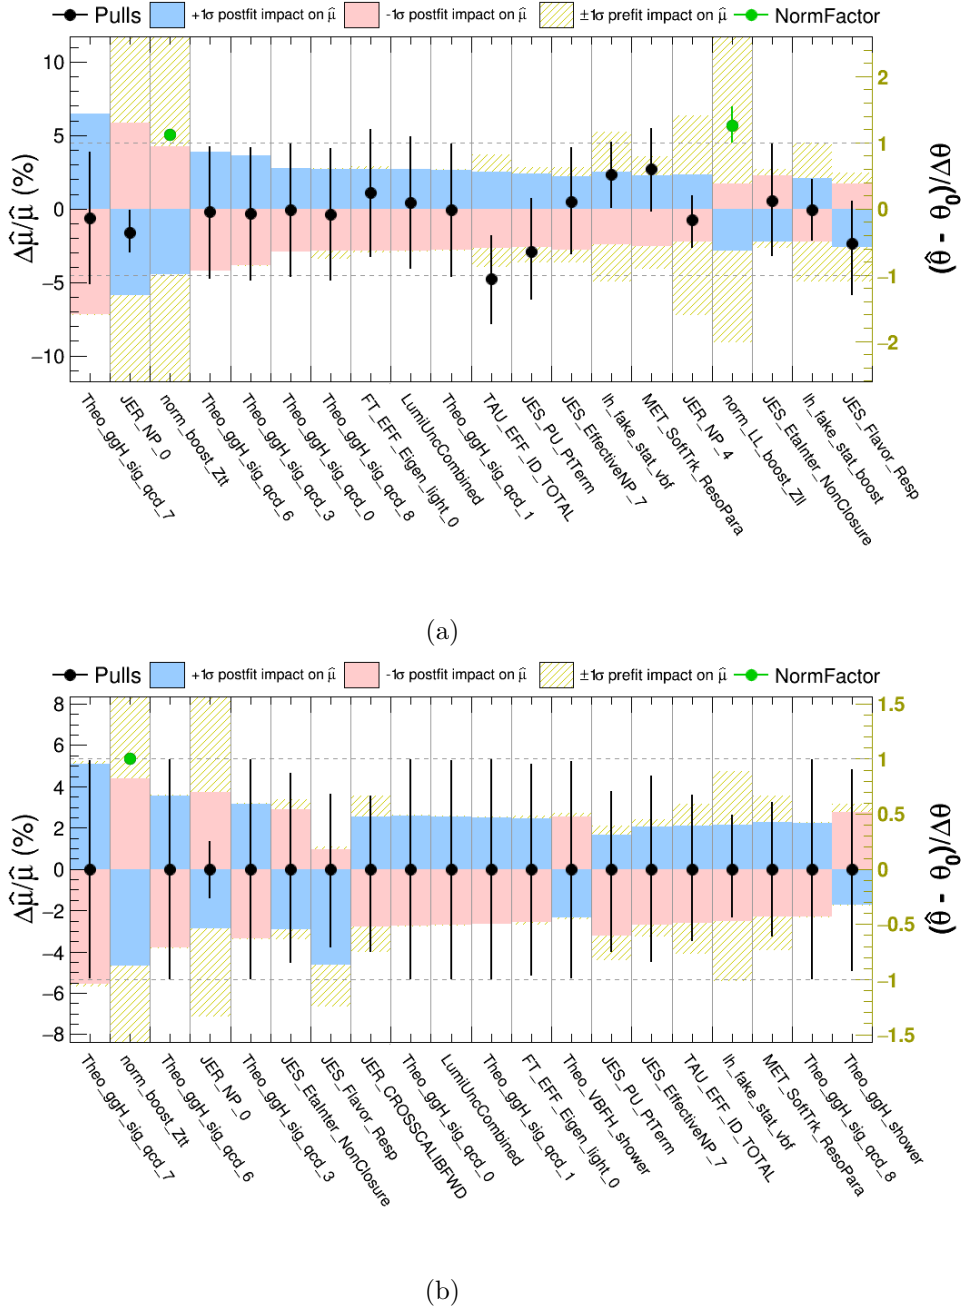 Pulls +1σ postfit impact on μ̂ -1σ postfit impact on μ̂ ±1σ prefit impact on μ̂ NormFactor
10
5
0
−5
−10
Δμ̂/μ̂ (%)
2
1
0
−1
−2
(θ̂ - θ₀)/∇θ
Theo_ggH_sig_qcd_7
JER_NP_0
norm_boost_Ztt
Theo_ggH_sig_qcd_6
Theo_ggH_sig_qcd_3
Theo_ggH_sig_qcd_0
Theo_ggH_sig_qcd_8
FT_EFF_Eigen_light_0
LumiUncCombined
Theo_ggH_sig_qcd_1
TAU_EFF_ID_TOTAL
JES_PU_PtTerm
JES_EffectiveNP_7
lh_fake_stat_vbf
MET_SoftTrk_ResoPara
JER_NP_4
norm_LL_boost_Zll
JES_EtaInter_NonClosure
lh_fake_stat_boost
JES_Flavor_Resp
(a)
Pulls +1σ postfit impact on μ̂ -1σ postfit impact on μ̂ ±1σ prefit impact on μ̂ NormFactor
8
6
4
2
0
−2
−4
−6
−8
Δμ̂/μ̂ (%)
1.5
1
0.5
0
−0.5
−1
−1.5
(θ̂ - θ₀)/∇θ
Theo_ggH_sig_qcd_7
norm_boost_Ztt
Theo_ggH_sig_qcd_6
JER_NP_0
Theo_ggH_sig_qcd_3
JES_EtaInter_NonClosure
JES_Flavor_Resp
JER_CROSSCALIBFWD
Theo_ggH_sig_qcd_0
LumiUncCombined
Theo_ggH_sig_qcd_1
FT_EFF_Eigen_light_0
Theo_VBFH_shower
JES_PU_PtTerm
JES_EffectiveNP_7
TAU_EFF_ID_TOTAL
lh_fake_stat_vbf
MET_SoftTrk_ResoPara
Theo_ggH_sig_qcd_8
Theo_ggH_shower
(b)